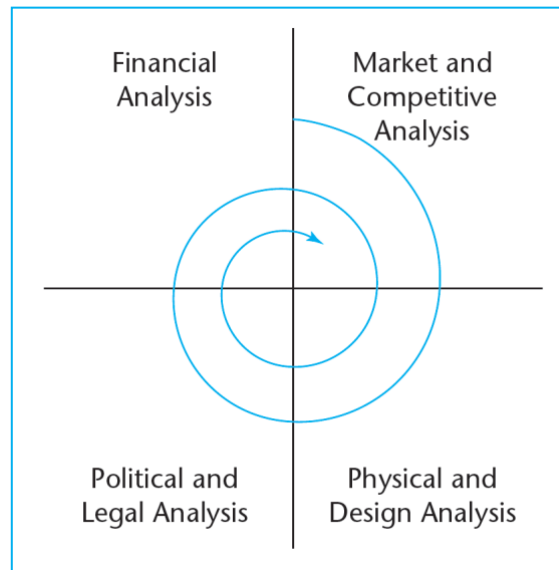 Financial
Analysis
Market and
Competitive
Analysis
Political and
Legal Analysis
Physical and
Design Analysis